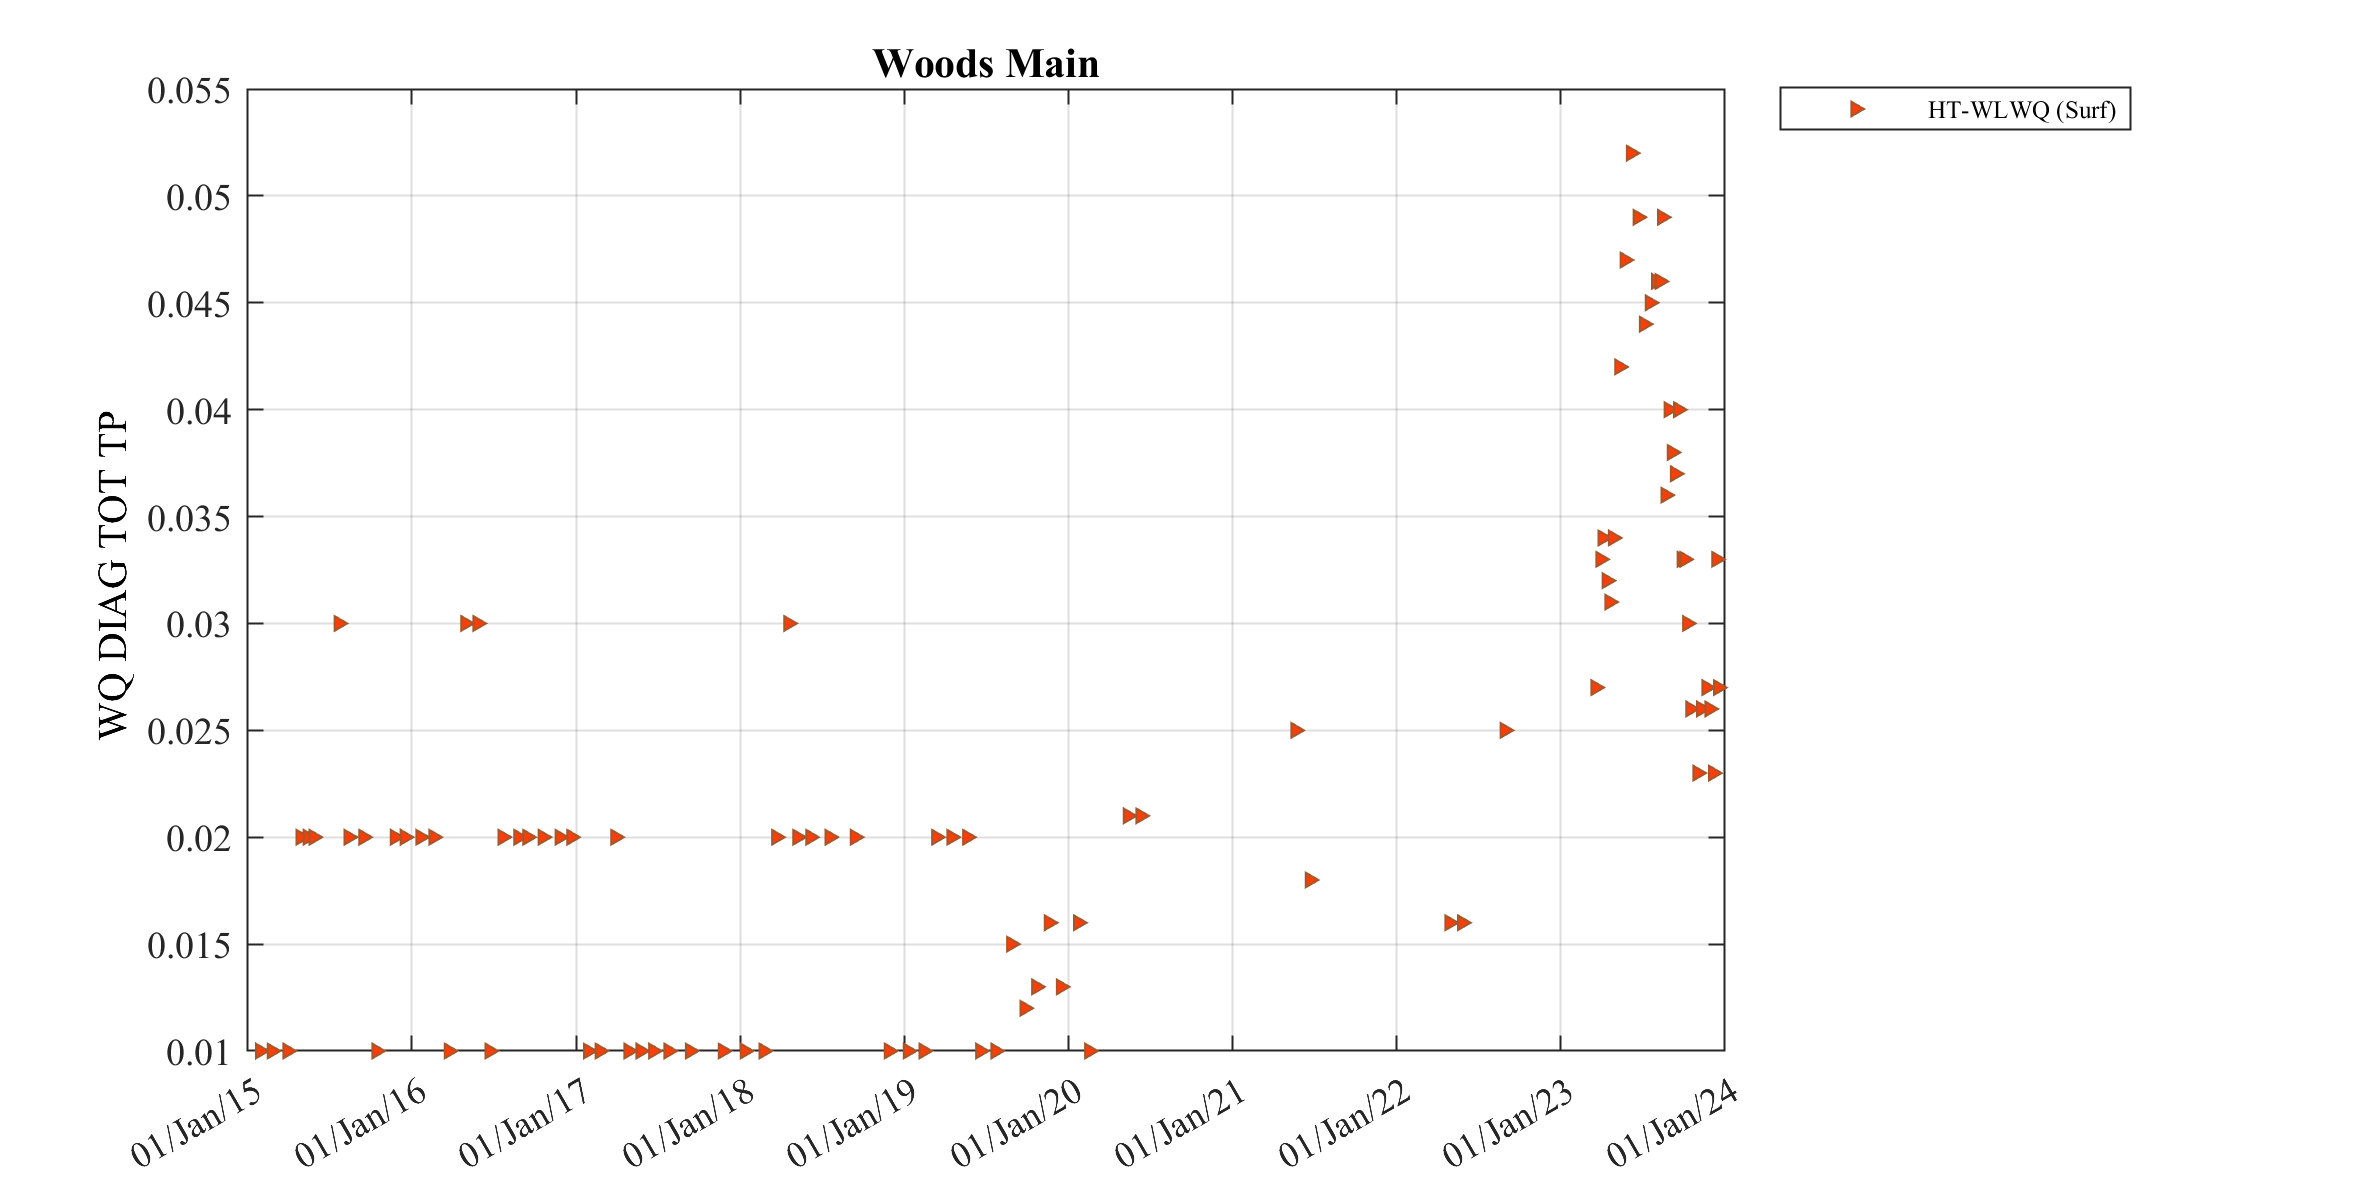 Woods Main
HT-WLWQ (Surf)
WQ DIAG TOT TP
0.055
0.05
0.045
0.04
0.035
0.03
0.025
0.02
0.015
0.01
01/Jan/15
01/Jan/16
01/Jan/17
01/Jan/18
01/Jan/19
01/Jan/20
01/Jan/21
01/Jan/22
01/Jan/23
01/Jan/24